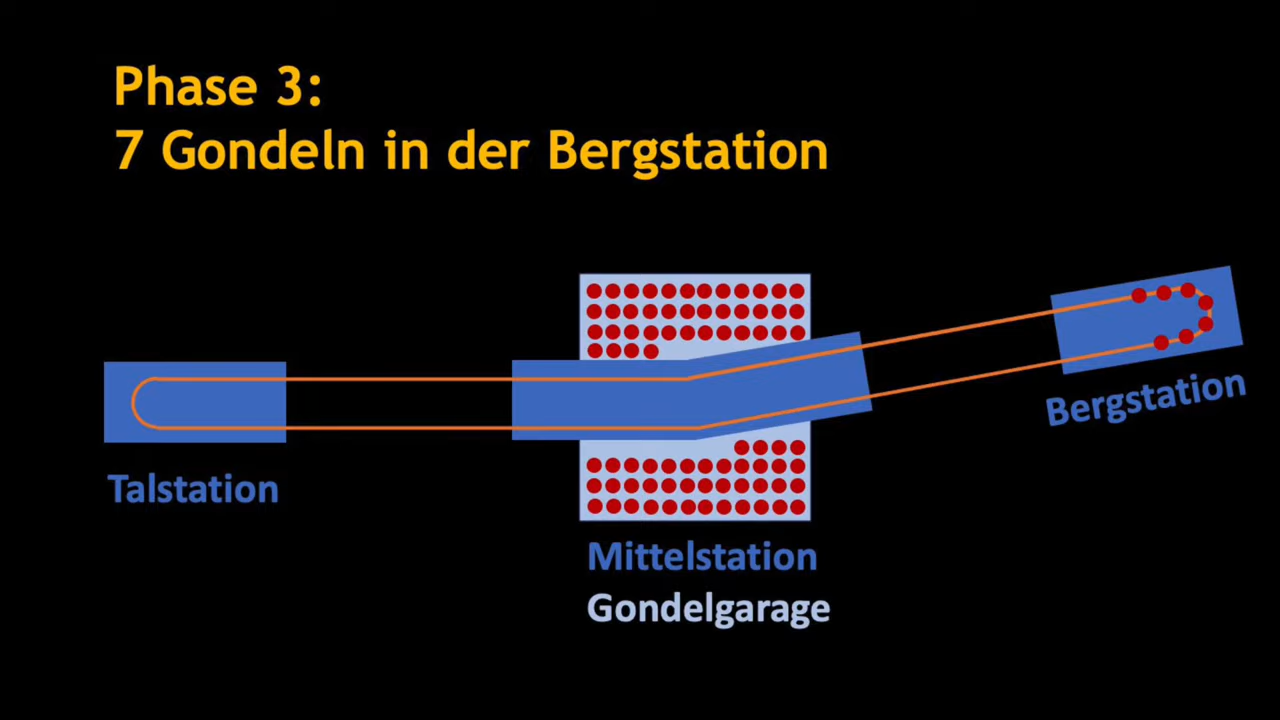 Phase 3:
7 Gondeln in der Bergstation
Bergstation
Talstation
Mittelstation
Gondelgarage